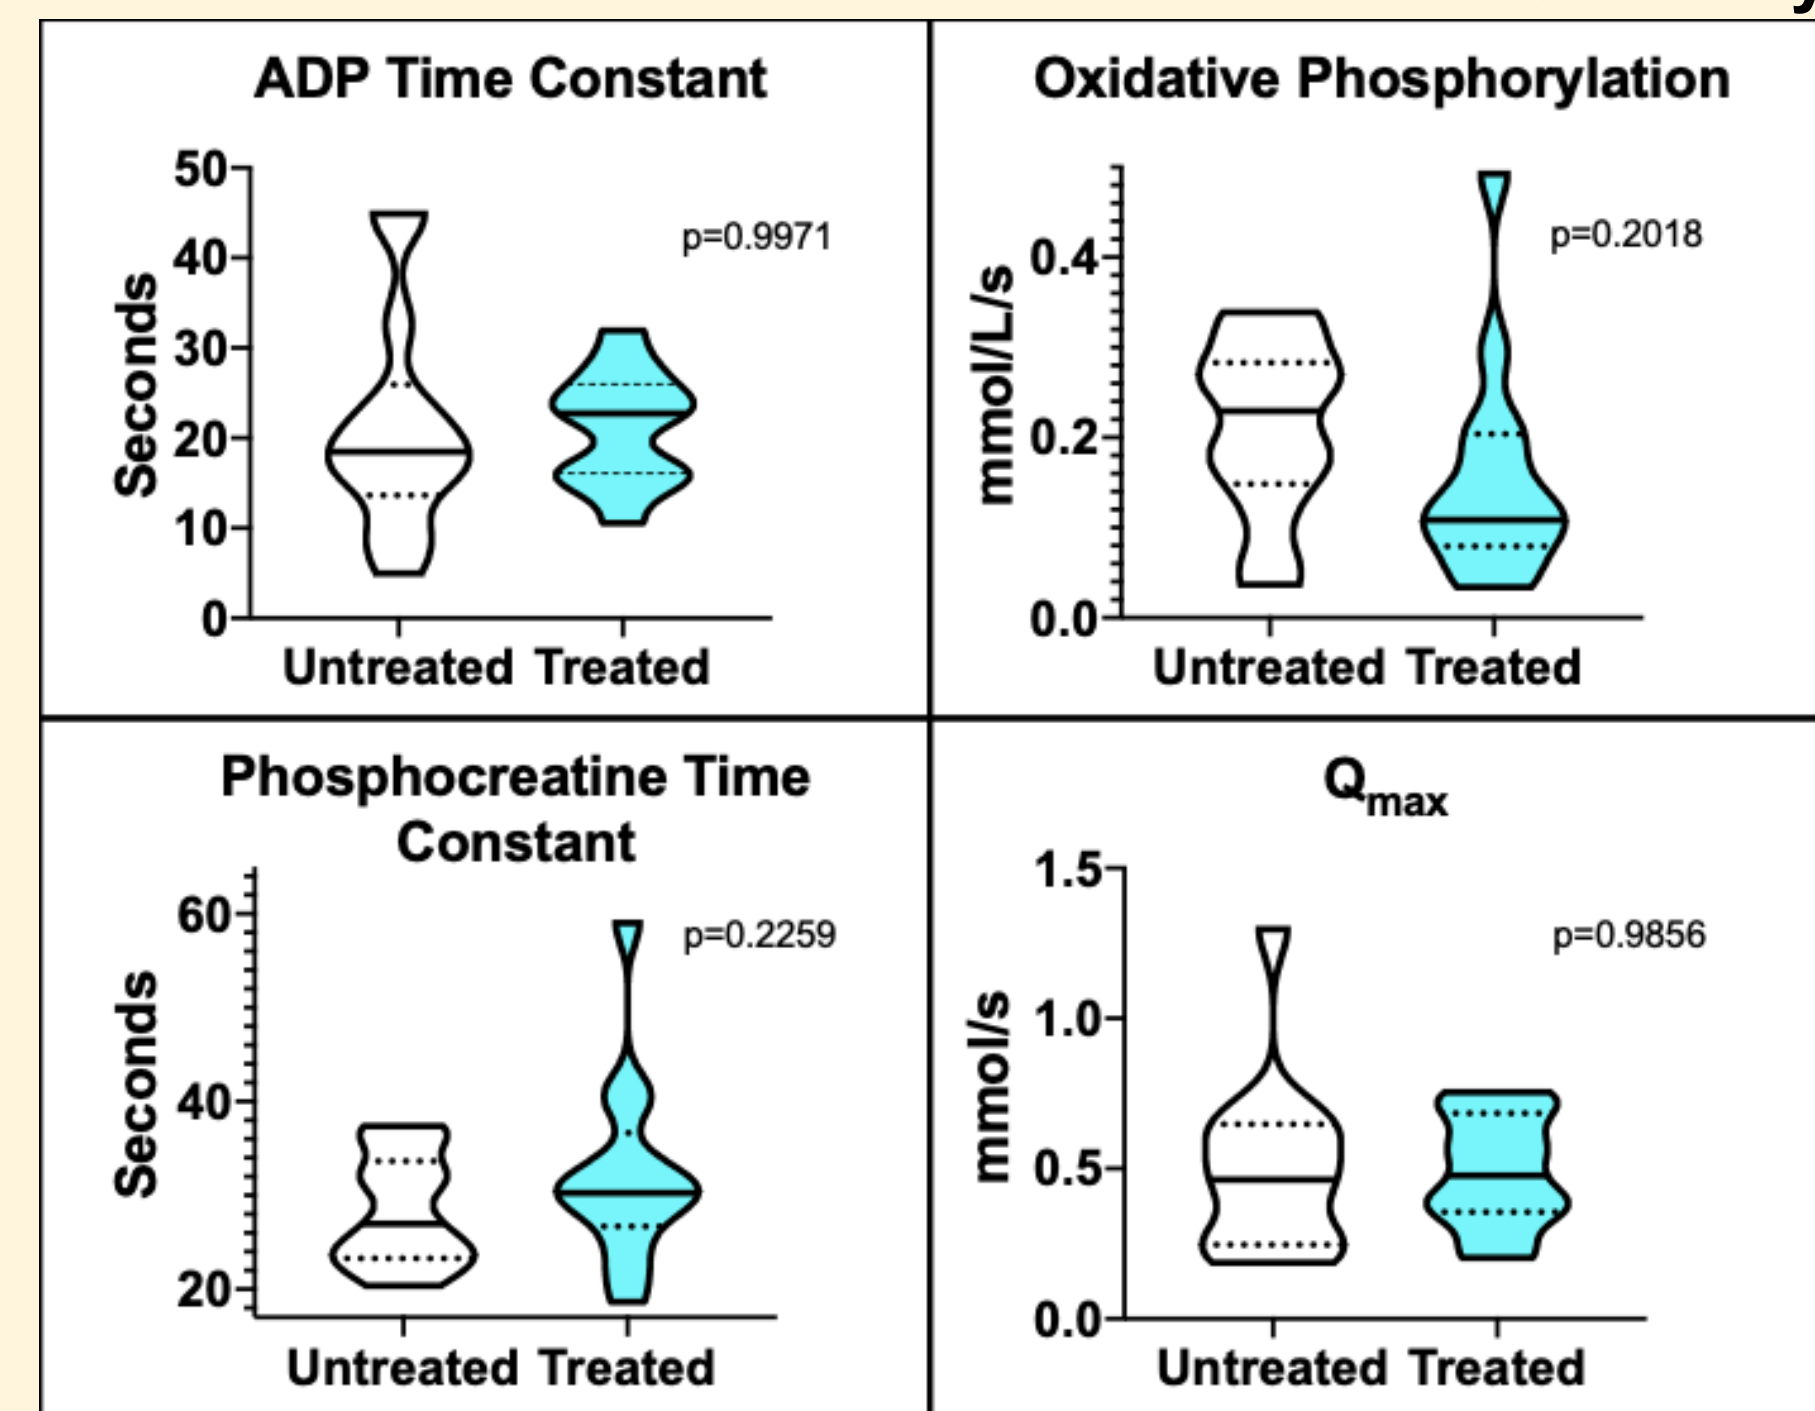 ADP Time Constant
50
40
30
20
10
0
Seconds
p=0.9971
Untreated Treated
Oxidative Phosphorylation
0.4
0.2
0.0
mmol/L/s
p=0.2018
Untreated Treated
Phosphocreatine Time
Constant
60
40
20
Seconds
p=0.2259
Untreated Treated
Qmax
1.5
1.0
0.5
0.0
mmol/s
p=0.9856
Untreated Treated